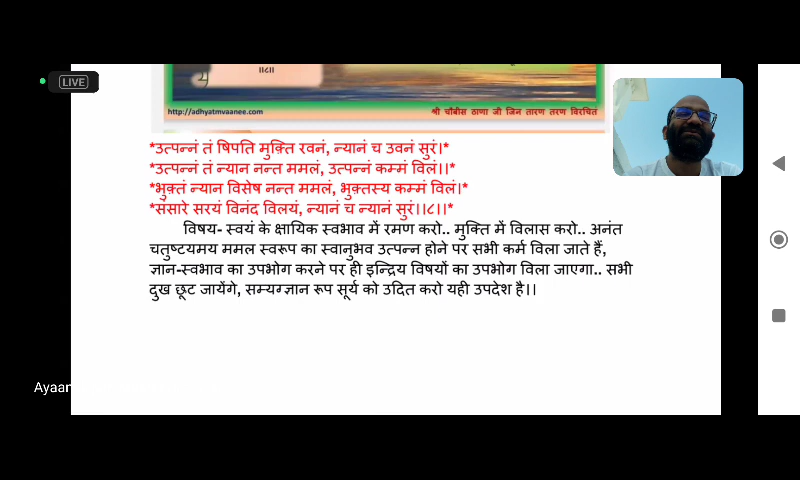 ॥८॥
LIVE
http://adhyatmvaanee.com
श्री चौबीस ठाणा जी जिन तारण तरण विरचित
*उत्पन्नं तं षिपति मुक्ति रवनं, न्यानं च उवनं सुरं।*
*उत्पन्नं तं न्यान नन्त ममलं, उत्पन्नं कम्मं विलं।।*
*भुक्तं न्यान विसेष नन्त ममलं, भुक्तस्य कम्मं विलं।*
*संसारे सरयं विनंद विलयं, न्यानं च न्यानं सुरं।।८।।*
विषय- स्वयं के क्षायिक स्वभाव में रमण करो.. मुक्ति में विलास करो.. अनंत
चतुष्टयमय ममल स्वरूप का स्वानुभव उत्पन्न होने पर सभी कर्म विला जाते हैं,
ज्ञान-स्वभाव का उपभोग करने पर ही इन्द्रिय विषयों का उपभोग विला जाएगा.. सभी
दुख छूट जायेंगे, सम्यग्ज्ञान रूप सूर्य को उदित करो यही उपदेश है।।
Ayaan